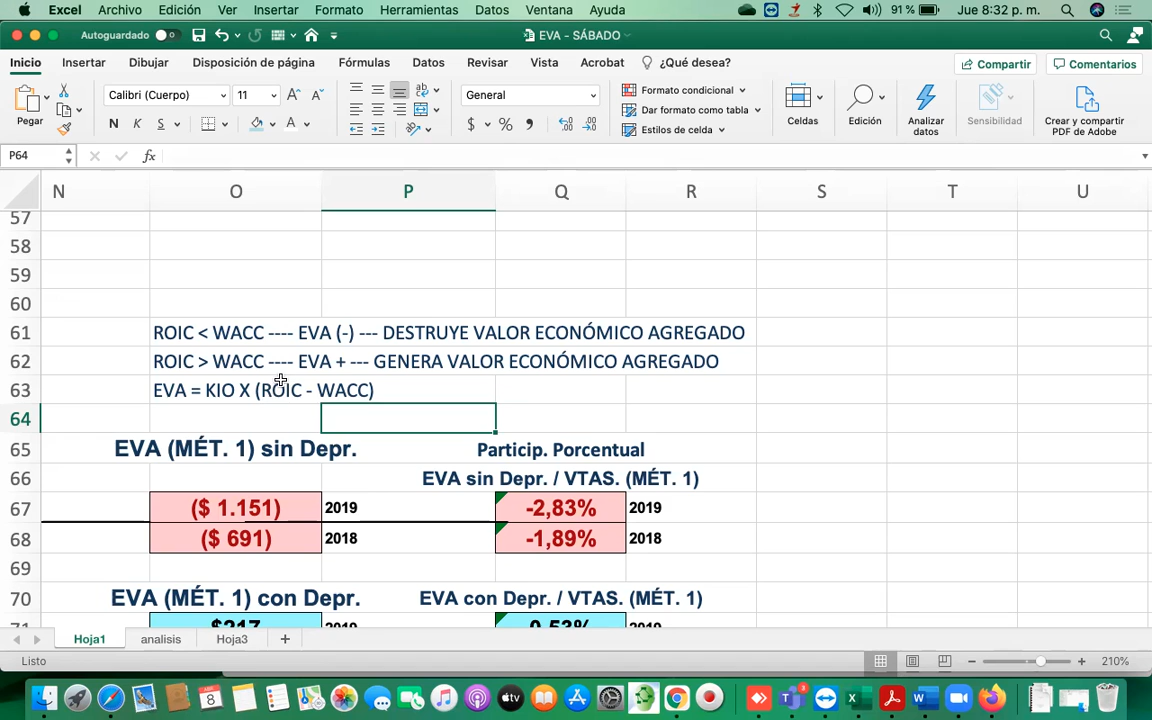 Excel Archivo Edición Ver Insertar Formato Herramientas Datos Ventana Ayuda 91 % Jue 8:32 p. m.
Autoguardado EVA - SÁBADO
Inicio Insertar Dibujar Disposición de página Fórmulas Datos Revisar Vista Acrobat ¿Qué desea? Compartir Comentarios
Pegar Calibri (Cuerpo) 11 General Formato condicional
Dar formato como tabla
N K S $ % Estilos de celda
Celdas Edición Analizar datos Sensibilidad Crear y compartir PDF de Adobe
P64 fx
N O P Q R S T U
57
58
59
60
61 ROIC < WACC ---- EVA (-) --- DESTRUYE VALOR ECONÓMICO AGREGADO
62 ROIC > WACC ---- EVA + --- GENERA VALOR ECONÓMICO AGREGADO
63 EVA = KIO X (ROIC - WACC)
64
65 EVA (MÉT. 1) sin Depr. Particip. Porcentual
66 EVA sin Depr. / VTAS. (MÉT. 1)
67 ($ 1.151) 2019 -2,83% 2019
68 ($ 691) 2018 -1,89% 2018
69
70 EVA (MÉT. 1) con Depr. EVA con Depr. / VTAS. (MÉT. 1)
71 $217 2019 0,53% 2019
Hoja1 analisis Hoja3 +
Listo 210%